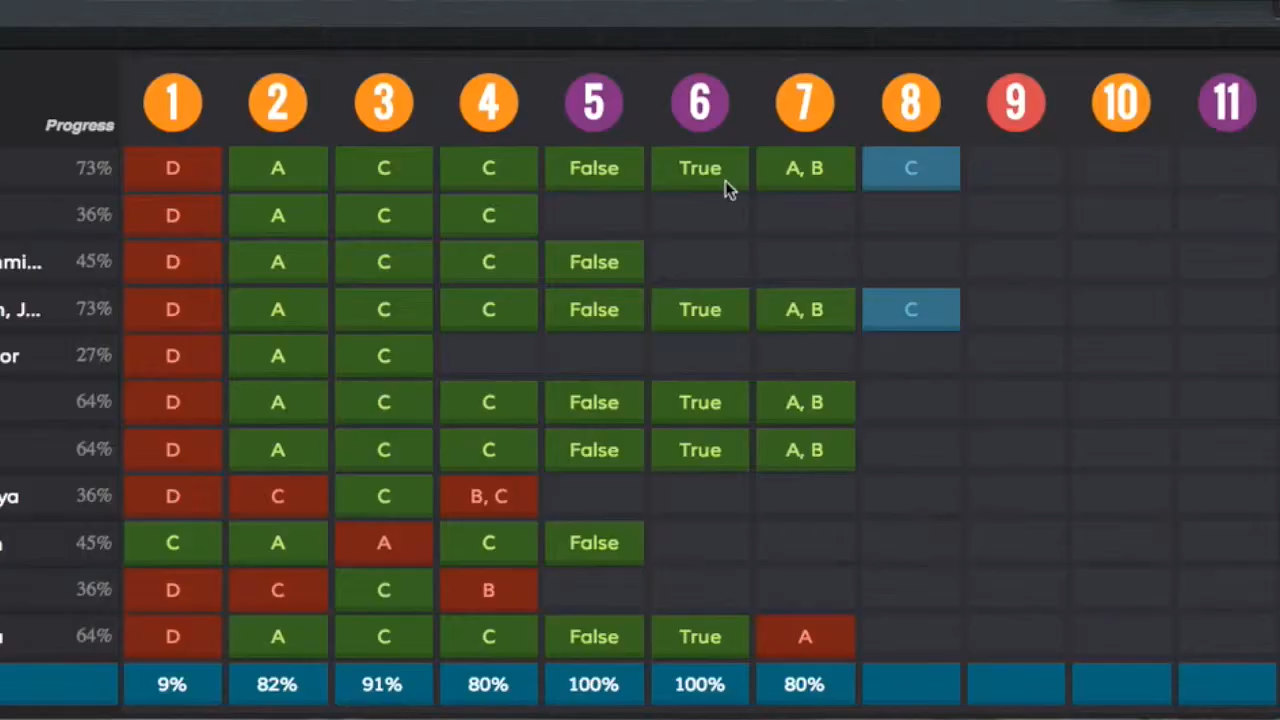 Progress 1 2 3 4 5 6 7 8 9 10 11
73% D A C C False True A, B C
36% D A C C
mi... 45% D A C C False
, J... 73% D A C C False True A, B C
or 27% D A C
64% D A C C False True A, B
64% D A C C False True A, B
ya 36% D C C B, C
45% C A A C False
36% D C C B
64% D A C C False True A
9% 82% 91% 80% 100% 100% 80%